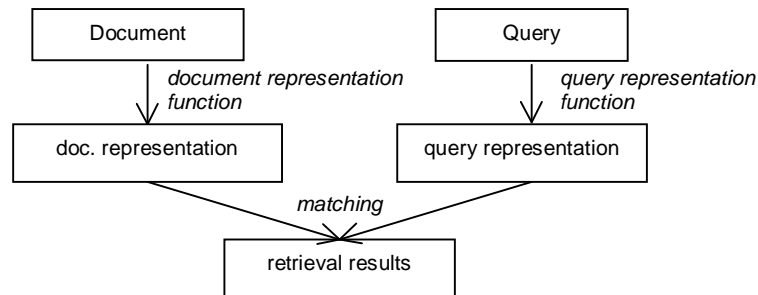 Document
Query
document representation
function
query representation
function
doc. representation
query representation
matching
retrieval results